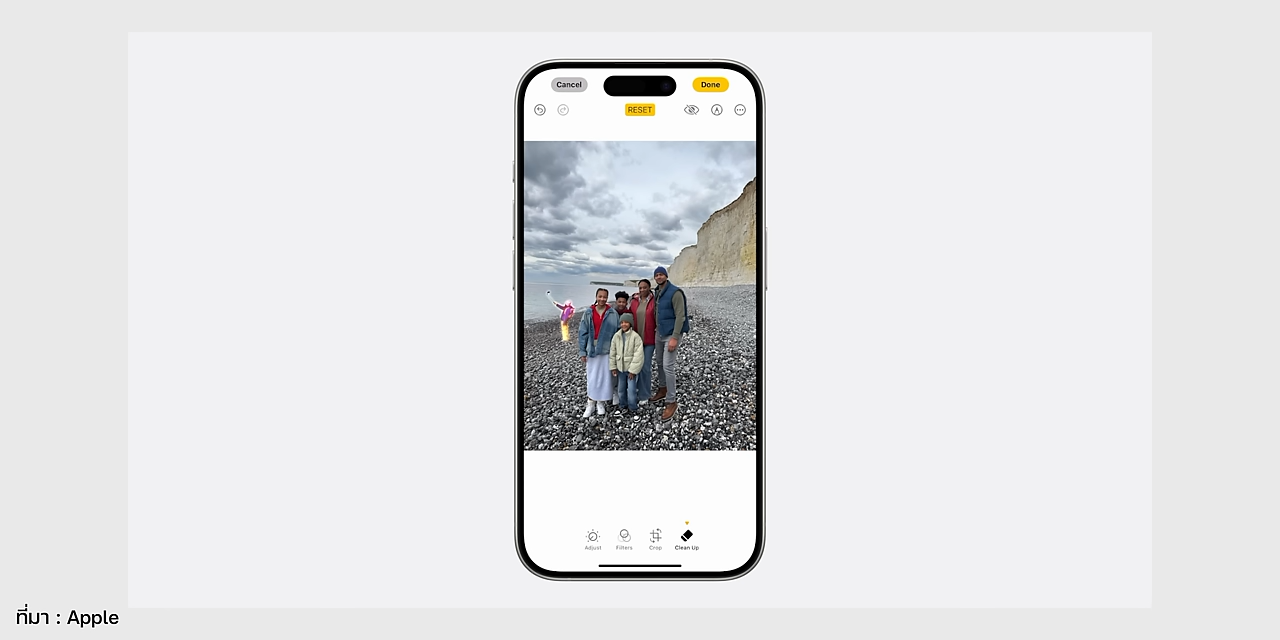 Cancel
Done
RESET
Adjust
Filters
Crop
Clean Up
ที่มา : Apple